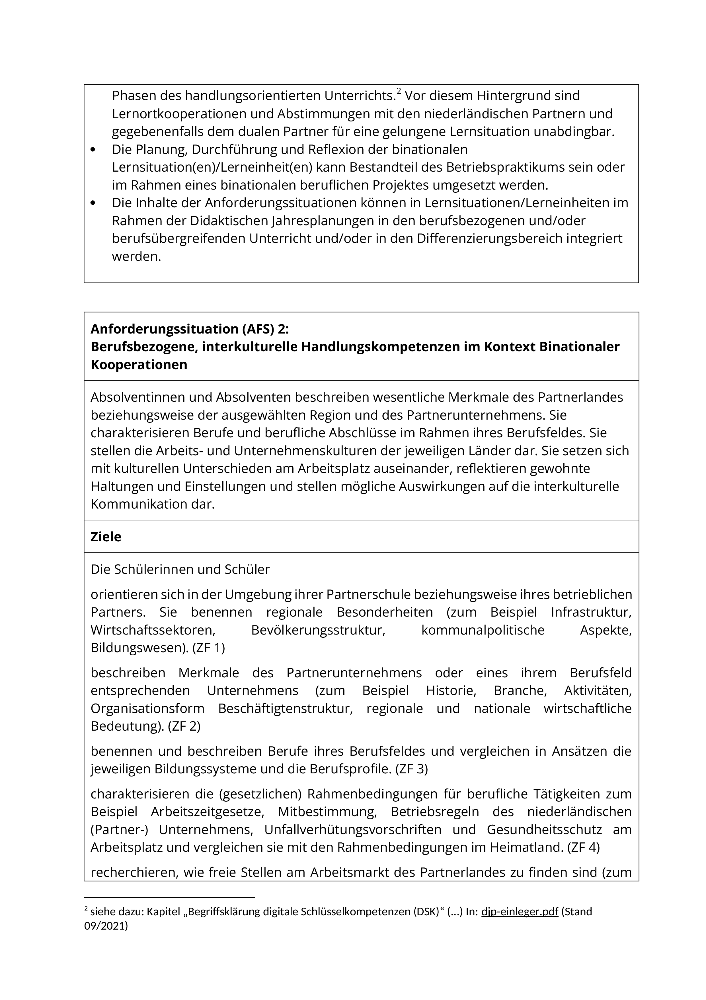 Phasen des handlungsorientierten Unterrichts.2 Vor diesem Hintergrund sind
Lernortkooperationen und Abstimmungen mit den niederländischen Partnern und
gegebenenfalls dem dualen Partner für eine gelungene Lernsituation unabdingbar.
• Die Planung, Durchführung und Reflexion der binationalen
Lernsituation(en)/Lerneinheit(en) kann Bestandteil des Betriebspraktikums sein oder
im Rahmen eines binationalen beruflichen Projektes umgesetzt werden.
• Die Inhalte der Anforderungssituationen können in Lernsituationen/Lerneinheiten im
Rahmen der Didaktischen Jahresplanungen in den berufsbezogenen und/oder
berufsübergreifenden Unterricht und/oder in den Differenzierungsbereich integriert
werden.
Anforderungssituation (AFS) 2:
Berufsbezogene, interkulturelle Handlungskompetenzen im Kontext Binationaler
Kooperationen
Absolventinnen und Absolventen beschreiben wesentliche Merkmale des Partnerlandes
beziehungsweise der ausgewählten Region und des Partnerunternehmens. Sie
charakterisieren Berufe und berufliche Abschlüsse im Rahmen ihres Berufsfeldes. Sie
stellen die Arbeits- und Unternehmenskulturen der jeweiligen Länder dar. Sie setzen sich
mit kulturellen Unterschieden am Arbeitsplatz auseinander, reflektieren gewohnte
Haltungen und Einstellungen und stellen mögliche Auswirkungen auf die interkulturelle
Kommunikation dar.
Ziele
Die Schülerinnen und Schüler
orientieren sich in der Umgebung ihrer Partnerschule beziehungsweise ihres betrieblichen
Partners. Sie benennen regionale Besonderheiten (zum Beispiel Infrastruktur,
Wirtschaftssektoren, Bevölkerungsstruktur, kommunalpolitische Aspekte,
Bildungswesen). (ZF 1)
beschreiben Merkmale des Partnerunternehmens oder eines ihrem Berufsfeld
entsprechenden Unternehmens (zum Beispiel Historie, Branche, Aktivitäten,
Organisationsform Beschäftigtenstruktur, regionale und nationale wirtschaftliche
Bedeutung). (ZF 2)
benennen und beschreiben Berufe ihres Berufsfeldes und vergleichen in Ansätzen die
jeweiligen Bildungssysteme und die Berufsprofile. (ZF 3)
charakterisieren die (gesetzlichen) Rahmenbedingungen für berufliche Tätigkeiten zum
Beispiel Arbeitszeitgesetze, Mitbestimmung, Betriebsregeln des niederländischen
(Partner-) Unternehmens, Unfallverhütungsvorschriften und Gesundheitsschutz am
Arbeitsplatz und vergleichen sie mit den Rahmenbedingungen im Heimatland. (ZF 4)
recherchieren, wie freie Stellen am Arbeitsmarkt des Partnerlandes zu finden sind (zum
2 siehe dazu: Kapitel „Begriffsklärung digitale Schlüsselkompetenzen (DSK)“ (...) In: djp-einleger.pdf (Stand
09/2021)